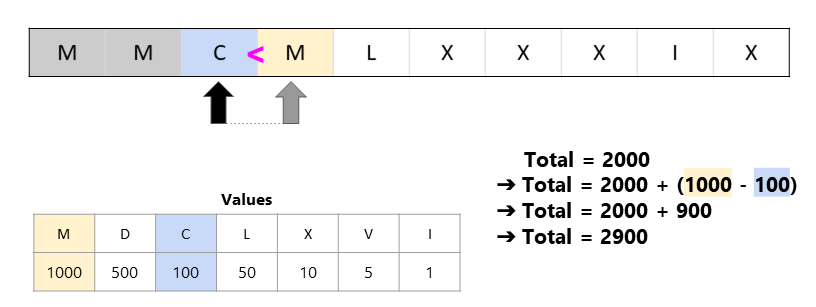 M M C < M L X X X I X
Total = 2000
➔ Total = 2000 + (1000 - 100)
➔ Total = 2000 + 900
➔ Total = 2900
Values
M D C L X V I
1000 500 100 50 10 5 1